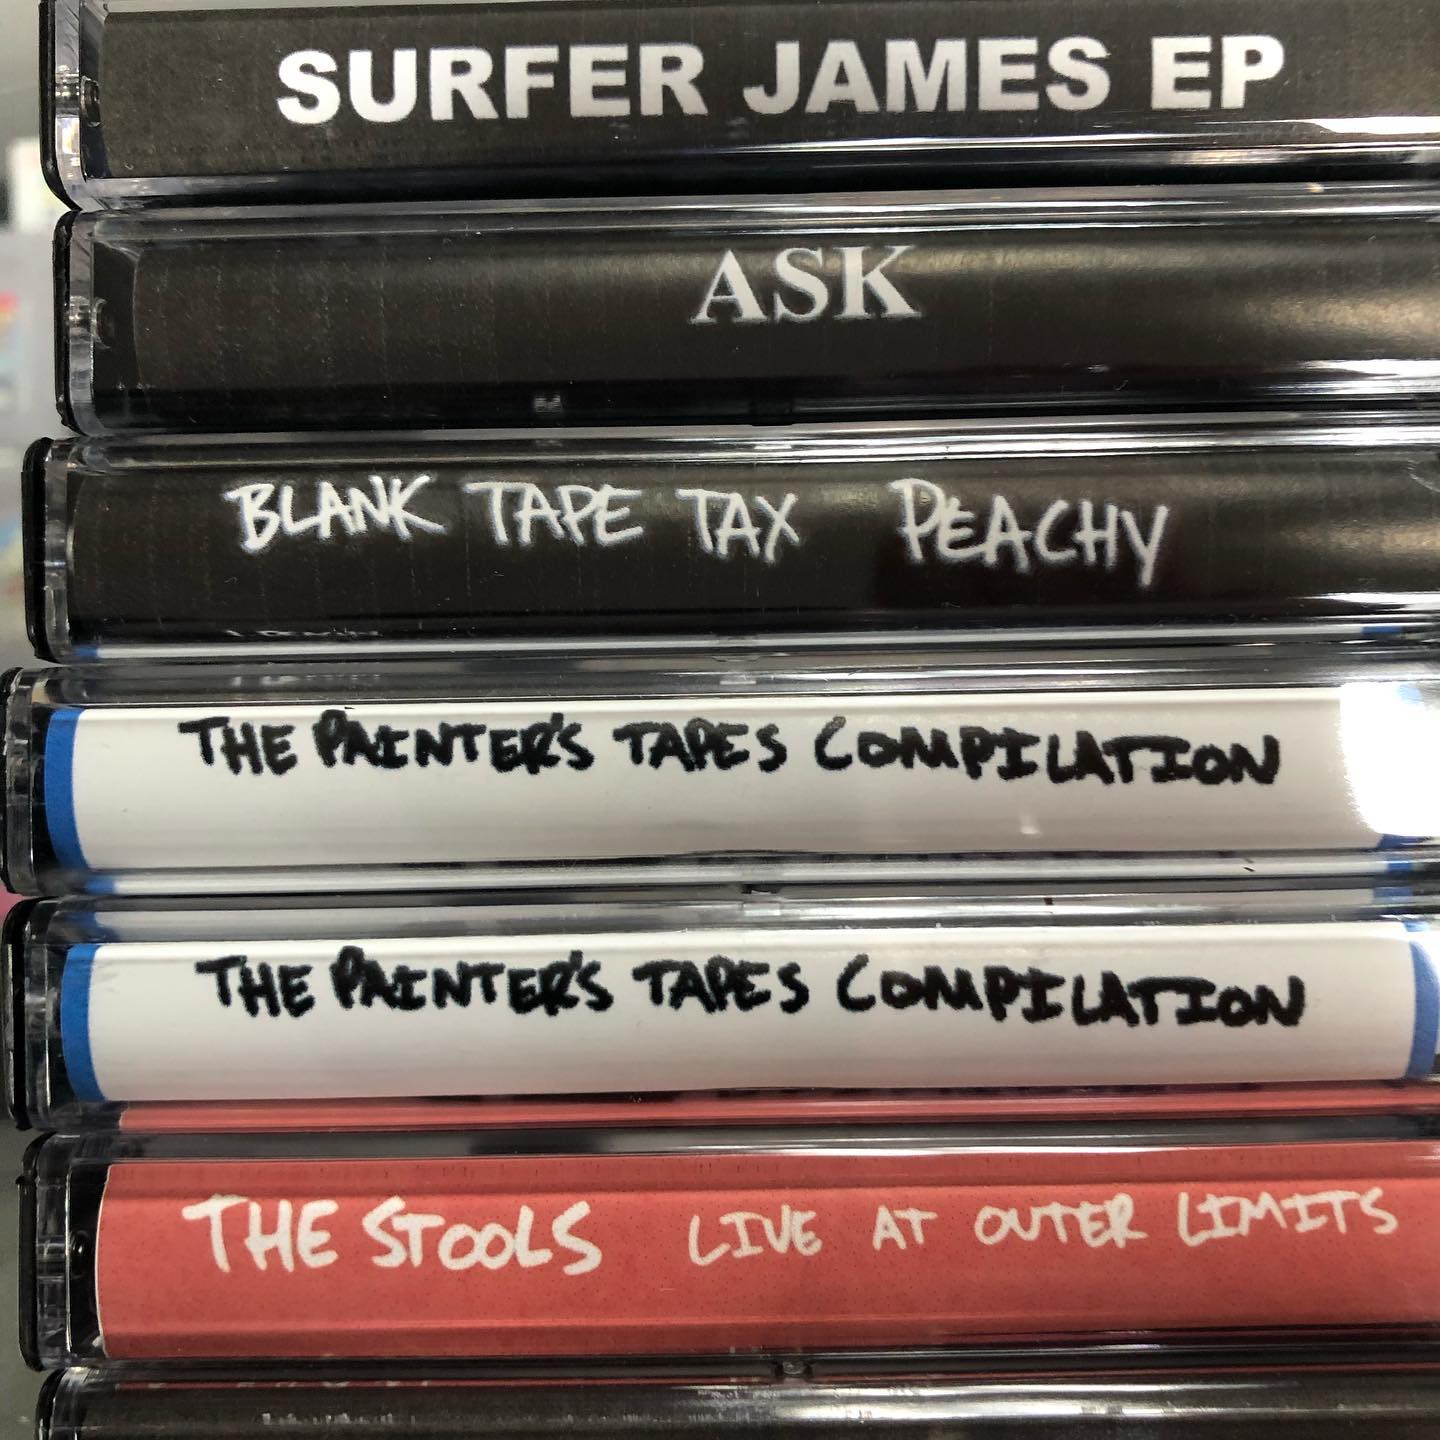 SURFER JAMES EP
ASK
BLANK TAPE TAX PEACHY
THE PAINTER'S TAPES COMPILATION
THE PAINTER'S TAPES COMPILATION
THE STOOLS LIVE AT OUTER LIMITS